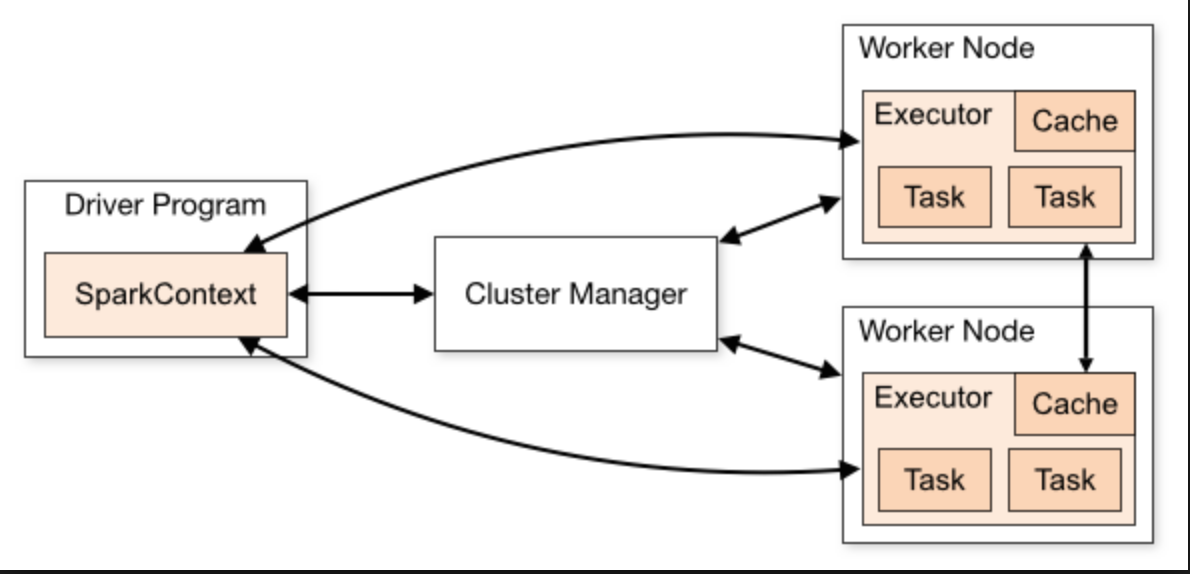 Driver Program
SparkContext
Cluster Manager
Worker Node
Executor
Cache
Task
Task
Worker Node
Executor
Cache
Task
Task